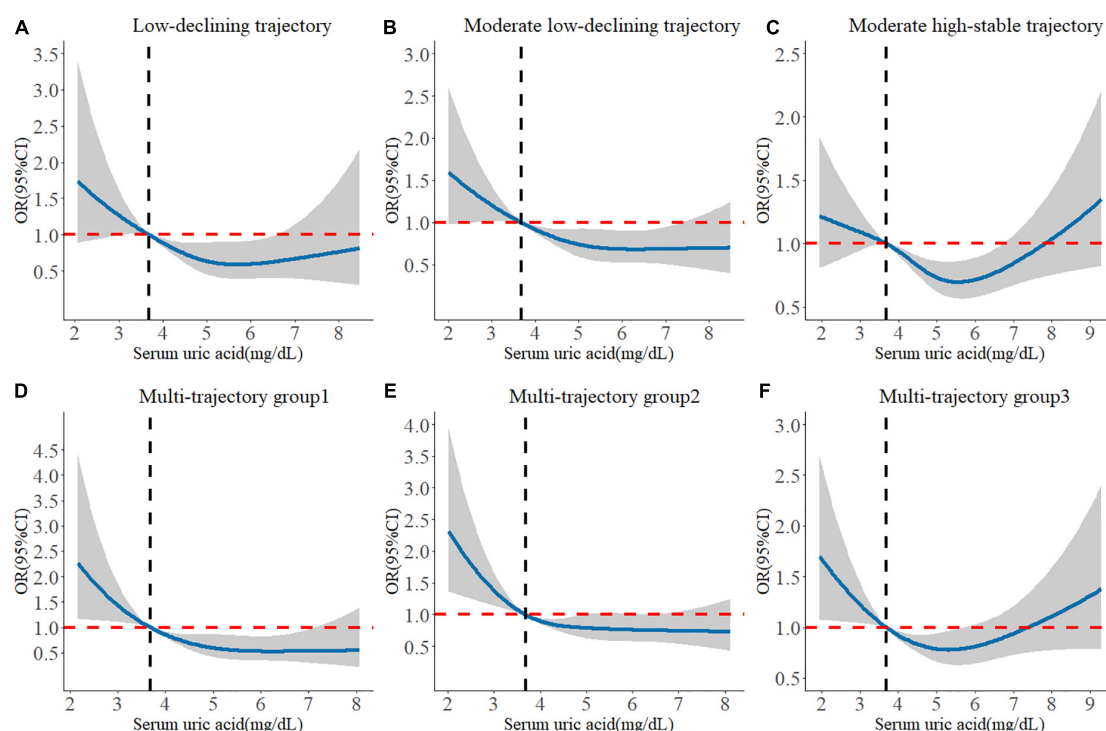 A Low-declining trajectory
3.5
3.0
2.5
2.0
1.5
1.0
0.5
OR(95%CI)
2 3 4 5 6 7 8
Serum uric acid(mg/dL)
B Moderate low-declining trajectory
3.0
2.5
2.0
1.5
1.0
0.5
0.0
OR(95%CI)
2 3 4 5 6 7 8
Serum uric acid(mg/dL)
C Moderate high-stable trajectory
2.5
2.0
1.5
1.0
0.5
OR(95%CI)
2 3 4 5 6 7 8 9
Serum uric acid(mg/dL)
D Multi-trajectory group1
4.5
4.0
3.5
3.0
2.5
2.0
1.5
1.0
0.5
OR(95%CI)
2 3 4 5 6 7 8
Serum uric acid(mg/dL)
E Multi-trajectory group2
4.0
3.5
3.0
2.5
2.0
1.5
1.0
0.5
OR(95%CI)
2 3 4 5 6 7 8
Serum uric acid(mg/dL)
F Multi-trajectory group3
3.0
2.5
2.0
1.5
1.0
0.5
OR(95%CI)
2 3 4 5 6 7 8 9
Serum uric acid(mg/dL)